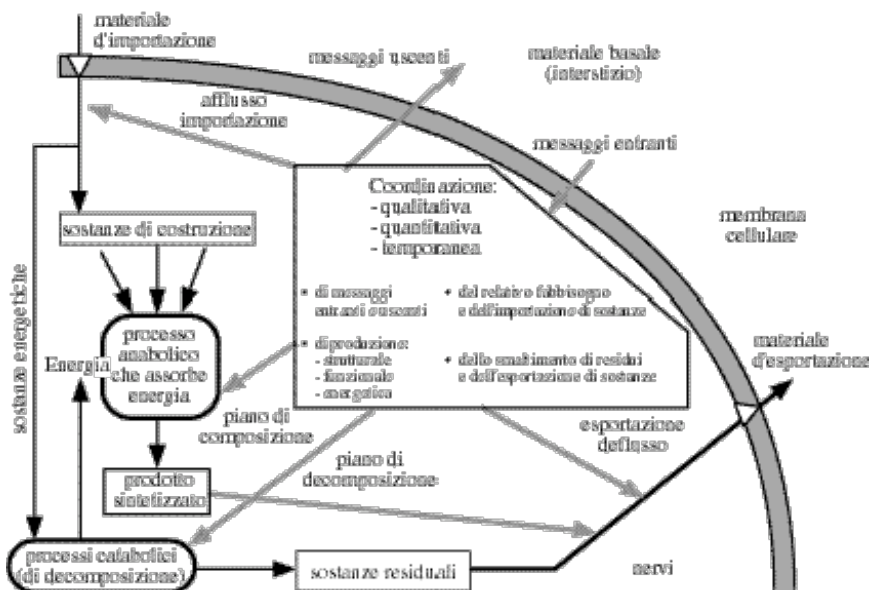 materiale
d'importazione
messaggi uscenti
materiale basale
(interstizio)
afflusso
importazione
messaggi entranti
Coordinazione:
- qualitativa
- quantitativa
- temporanea
membrana
cellulare
sostanze di costruzione
sostanze energetiche
• di messaggi
entranti o uscenti
• del relativo fabbisogno
e dell'importazione di sostanze
processo
anabolico
che assorbe
energia
Energia
• di produzione:
- strutturale
- funzionale
- energetica
• dello smaltimento di residui
e dell'esportazione di sostanze
materiale
d'esportazione
piano di
composizione
esportazione
deflusso
piano di
decomposizione
prodotto
sintetizzato
processi catabolici
(di decomposizione)
sostanze residuali
nervi